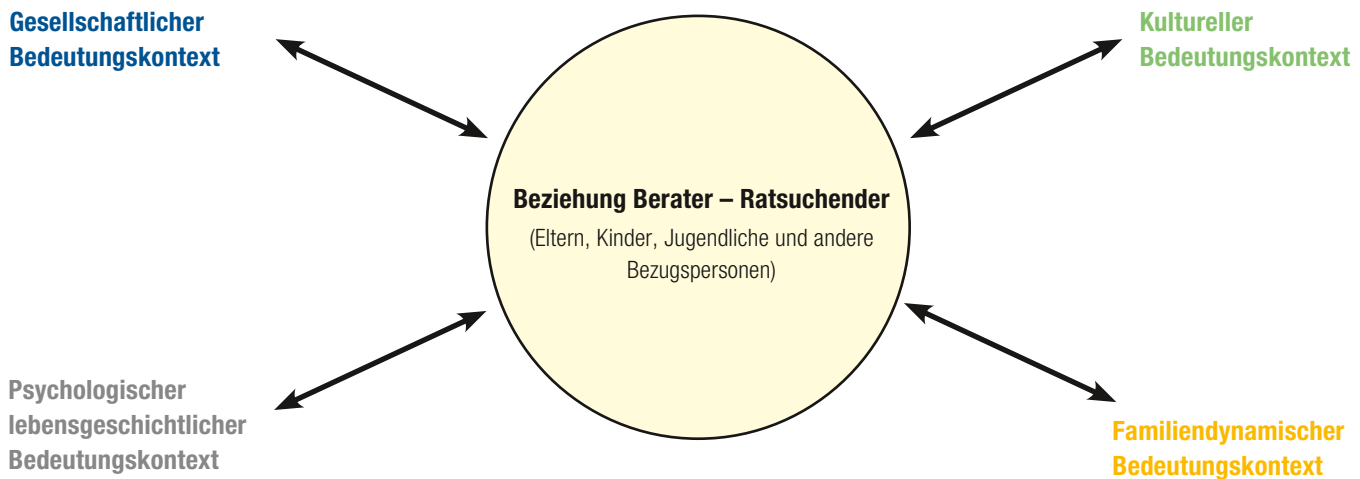 Gesellschaftlicher
Bedeutungskontext
Kultureller
Bedeutungskontext
Beziehung Berater – Ratsuchender
(Eltern, Kinder, Jugendliche und andere
Bezugspersonen)
Psychologischer
lebensgeschichtlicher
Bedeutungskontext
Familiendynamischer
Bedeutungskontext